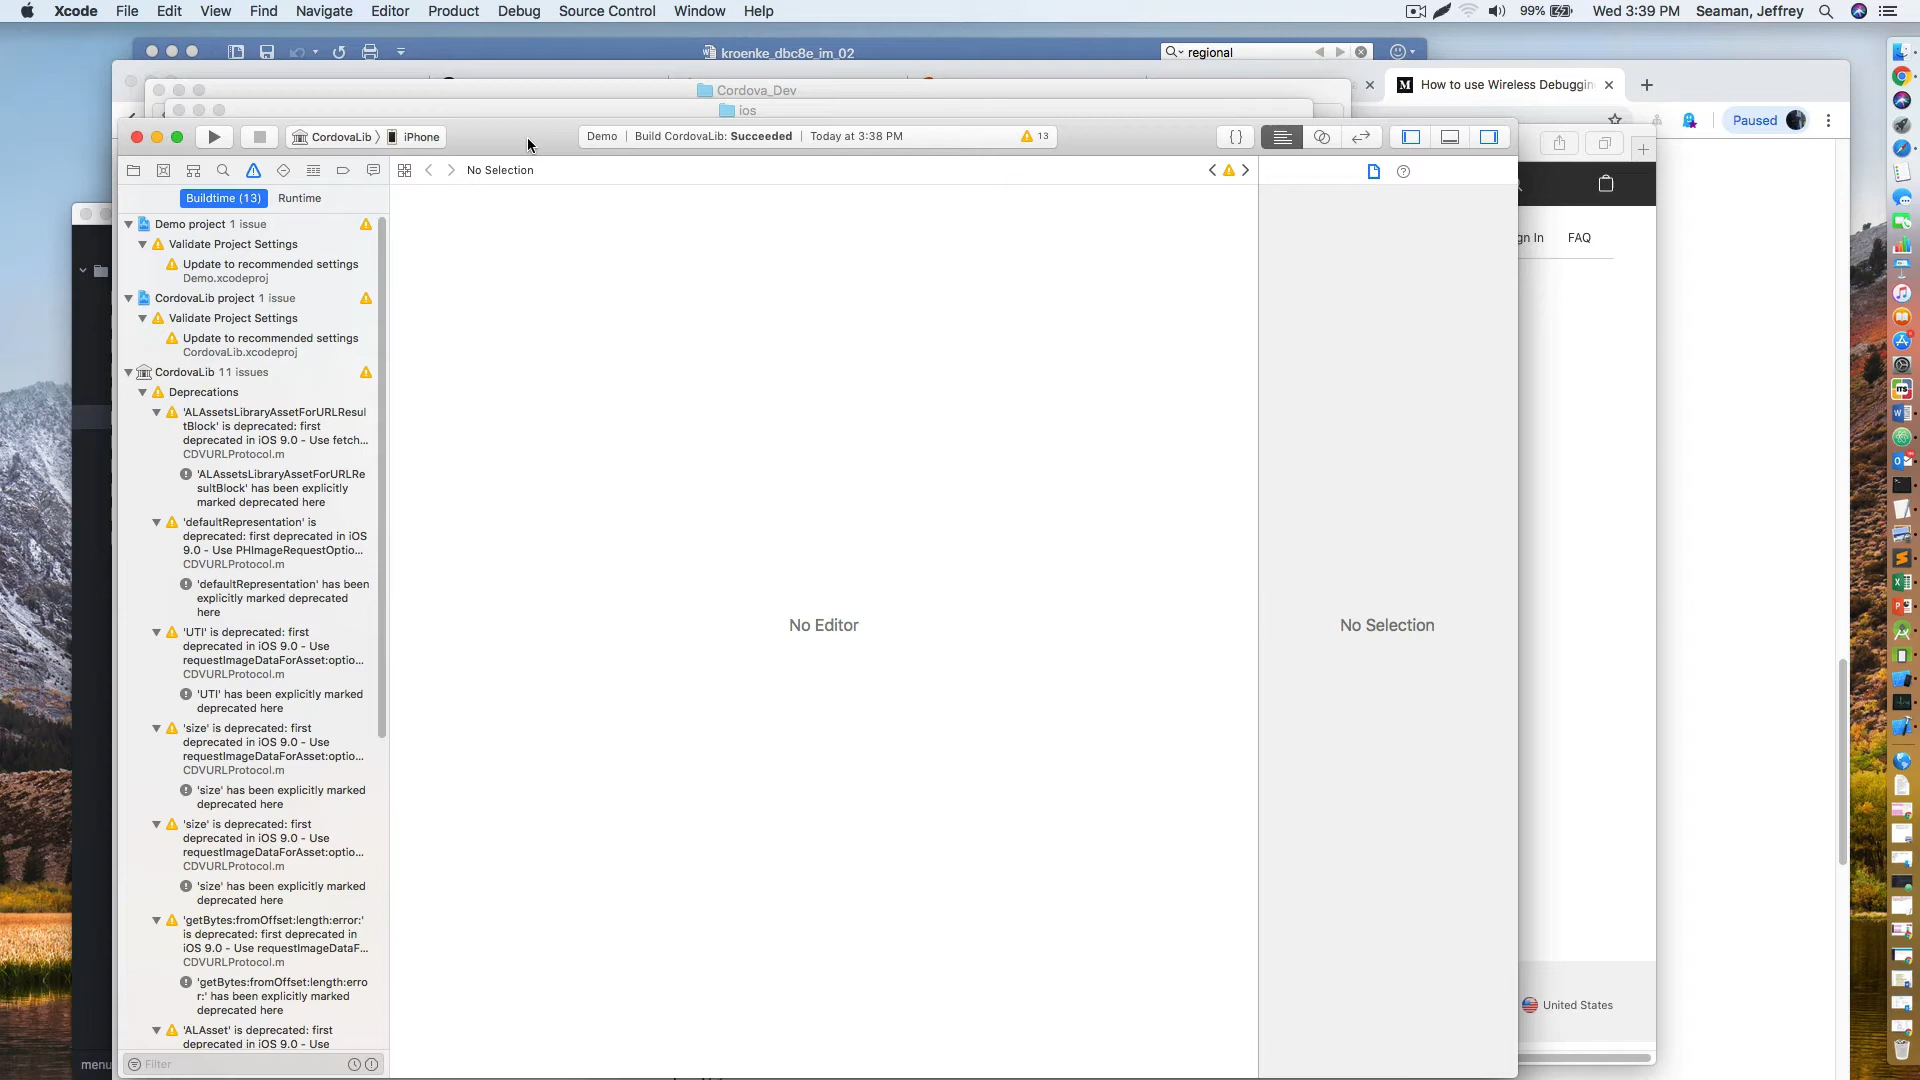 Xcode File Edit View Find Navigate Editor Product Debug Source Control Window Help
99% Wed 3:39 PM Seaman, Jeffrey
kroenke_dbc8e_im_02
regional
Cordova_Dev
How to use Wireless Debuggin
ios
Paused
CordovaLib iPhone
Demo | Build CordovaLib: Succeeded | Today at 3:38 PM
13
No Selection
Buildtime (13) Runtime
Demo project 1 issue
Validate Project Settings
Update to recommended settings
Demo.xcodeproj
CordovaLib project 1 issue
Validate Project Settings
Update to recommended settings
CordovaLib.xcodeproj
CordovaLib 11 issues
Deprecations
'ALAssetsLibraryAssetForURLResul
tBlock' is deprecated: first
deprecated in iOS 9.0 - Use fetch...
CDVURLProtocol.m
'ALAssetsLibraryAssetForURLRe
sultBlock' has been explicitly
marked deprecated here
'defaultRepresentation' is
deprecated: first deprecated in iOS
9.0 - Use PHImageRequestOptio...
CDVURLProtocol.m
'defaultRepresentation' has been
explicitly marked deprecated
here
'UTI' is deprecated: first
deprecated in iOS 9.0 - Use
requestImageDataForAsset:optio...
CDVURLProtocol.m
'UTI' has been explicitly marked
deprecated here
'size' is deprecated: first
deprecated in iOS 9.0 - Use
requestImageDataForAsset:optio...
CDVURLProtocol.m
'size' has been explicitly marked
deprecated here
'size' is deprecated: first
deprecated in iOS 9.0 - Use
requestImageDataForAsset:optio...
CDVURLProtocol.m
'size' has been explicitly marked
deprecated here
'getBytes:fromOffset:length:error:'
is deprecated: first deprecated in
iOS 9.0 - Use requestImageDataF...
CDVURLProtocol.m
'getBytes:fromOffset:length:erro
r:' has been explicitly marked
deprecated here
'ALAsset' is deprecated: first
deprecated in iOS 9.0 - Use
Filter
menu
No Editor
No Selection
gn In FAQ
United States